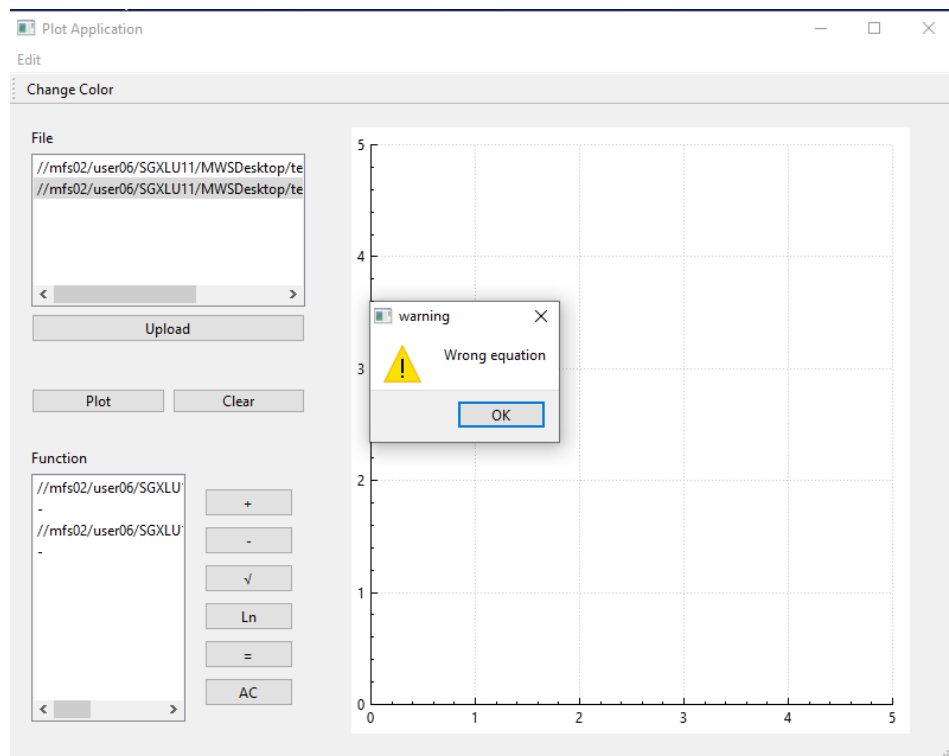 Plot Application
Edit
Change Color
File
//mfs02/user06/SGXLU11/MWSDesktop/te
//mfs02/user06/SGXLU11/MWSDesktop/te
Upload
Plot
Clear
Function
//mfs02/user06/SGXLU
-
//mfs02/user06/SGXLU
-
+
-
√
Ln
=
AC
5
4
3
2
1
0
0 1 2 3 4 5
warning
Wrong equation
OK